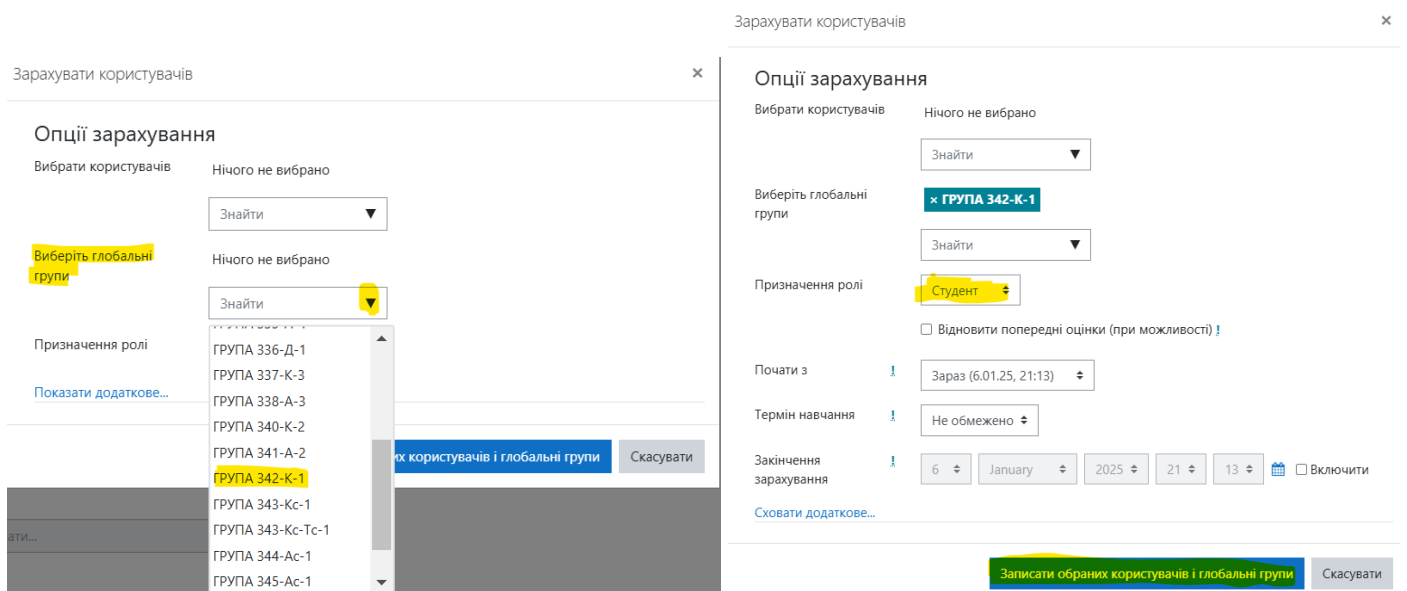 Зарахувати користувачів ×
Опції зарахування
Вибрати користувачів Нічого не вибрано
Знайти ▼
Виберіть глобальні
групи
Нічого не вибрано
Знайти ▼
Призначення ролі
Показати додаткове...
ГРУПА 336-Д-1
ГРУПА 337-К-3
ГРУПА 338-А-3
ГРУПА 340-К-2
ГРУПА 341-А-2
ГРУПА 342-К-1
ГРУПА 343-Кс-1
ГРУПА 343-Кс-Тс-1
ГРУПА 344-Ас-1
ГРУПА 345-Ас-1
користувачів і глобальні групи Скасувати
Зарахувати користувачів ×
Опції зарахування
Вибрати користувачів Нічого не вибрано
Знайти ▼
Виберіть глобальні
групи
× ГРУПА 342-К-1
Знайти ▼
Призначення ролі Студент
Відновити попередні оцінки (при можливості) !
Почати з ! Зараз (6.01.25, 21:13)
Термін навчання ! Не обмежено
Закінчення
зарахування
! 6 January 2025 21 13 Включити
Сховати додаткове...
Записати обраних користувачів і глобальні групи Скасувати